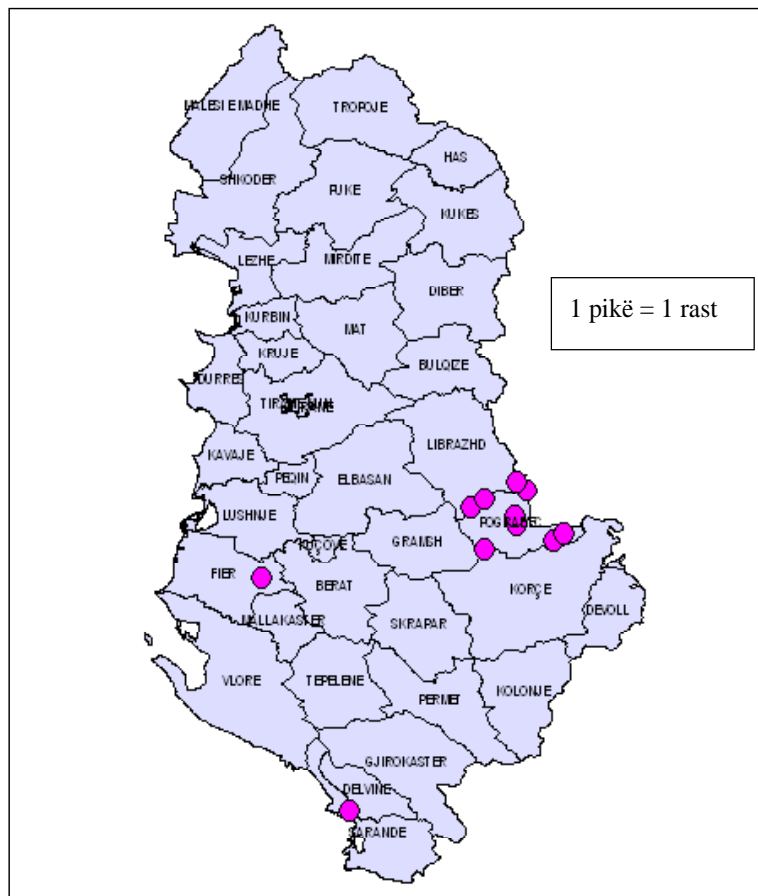 MALESI E MADHE
TROPOJE
HAS
SHKODER
PUKE
KUKES
LEZHE
MIRDITE
DIBER
1 pikë = 1 rast
KURBIN
MAT
KRUJE
BULQIZE
DURRES
LIBRAZHD
KAVAJE
PEQIN
ELBASAN
LUSHNJE
POGRADEC
GRAMSH
KUÇOVE
FIER
BERAT
KORÇE
DEVOLL
MALLAKASTER
SKRAPAR
VLORE
TEPELENE
PERMET
KOLONJE
GJIROKASTER
DELVINE
SARANDE